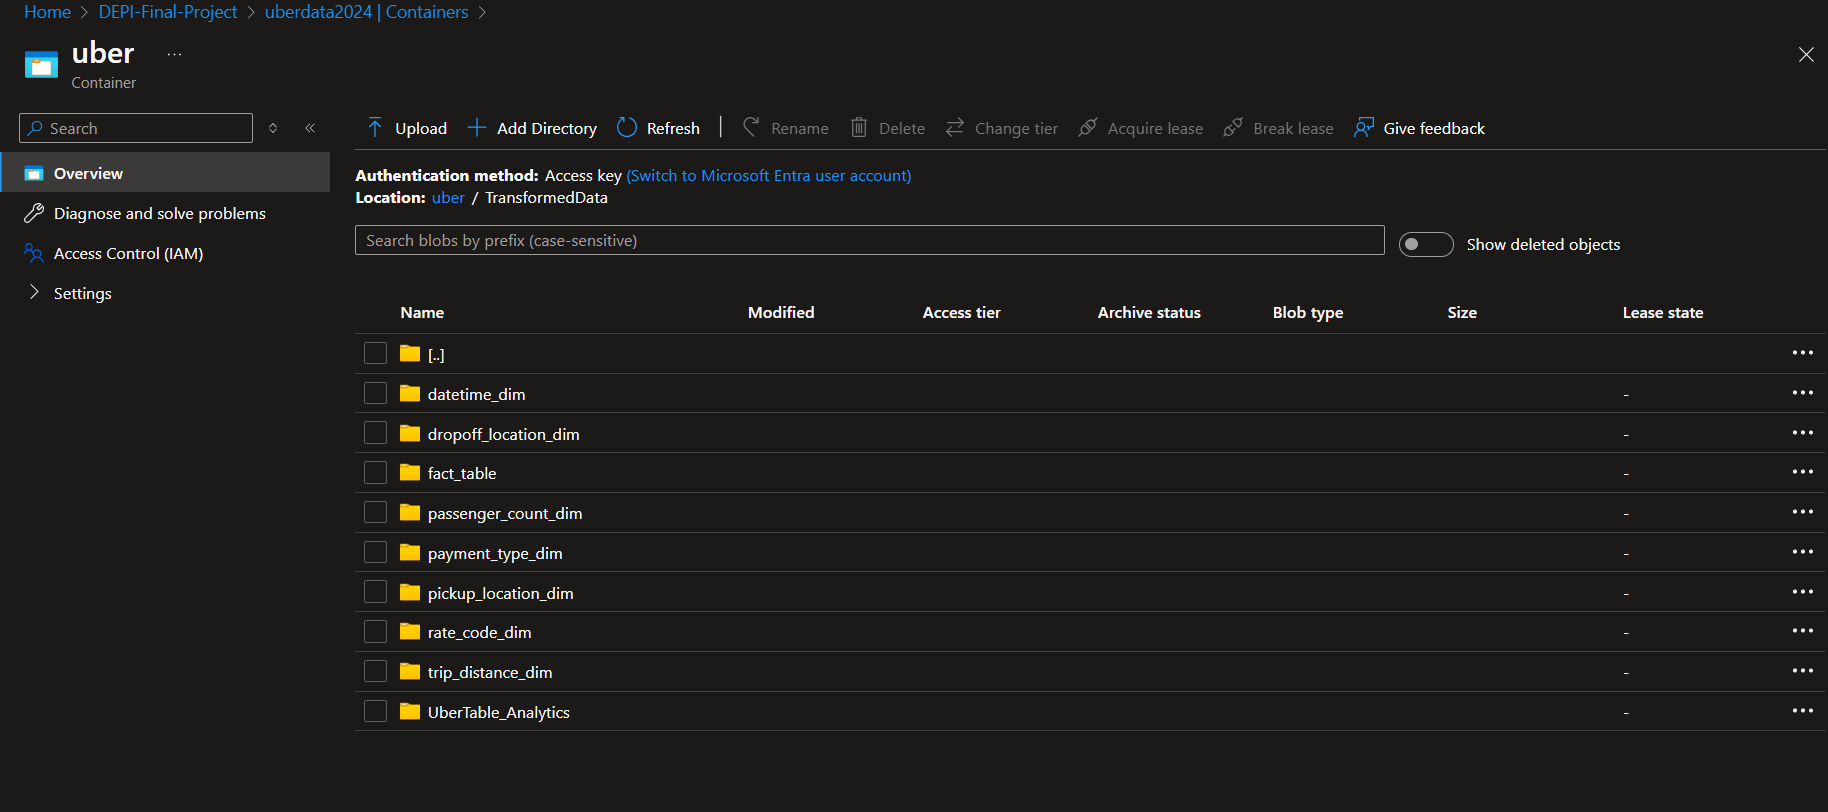 Home > DEPI-Final-Project > uberdata2024 | Containers >
uber ...
Container
Search
Overview
Diagnose and solve problems
Access Control (IAM)
Settings
Upload Add Directory Refresh | Rename Delete Change tier Acquire lease Break lease Give feedback
Authentication method: Access key (Switch to Microsoft Entra user account)
Location: uber / TransformedData
Search blobs by prefix (case-sensitive) Show deleted objects
Name Modified Access tier Archive status Blob type Size Lease state
[..]
datetime_dim -
dropoff_location_dim -
fact_table -
passenger_count_dim -
payment_type_dim -
pickup_location_dim -
rate_code_dim -
trip_distance_dim -
UberTable_Analytics -